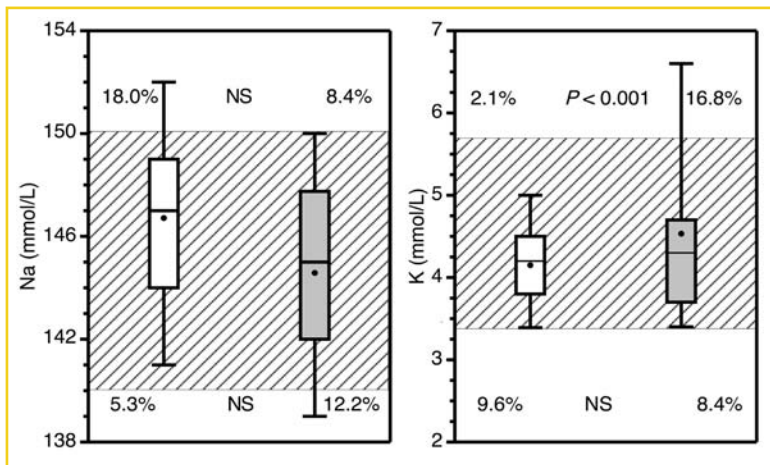 Na (mmol/L)
154
150
146
142
138
18.0% NS 8.4%
5.3% NS 12.2%
K (mmol/L)
7
6
5
4
3
2
2.1% P < 0.001 16.8%
9.6% NS 8.4%